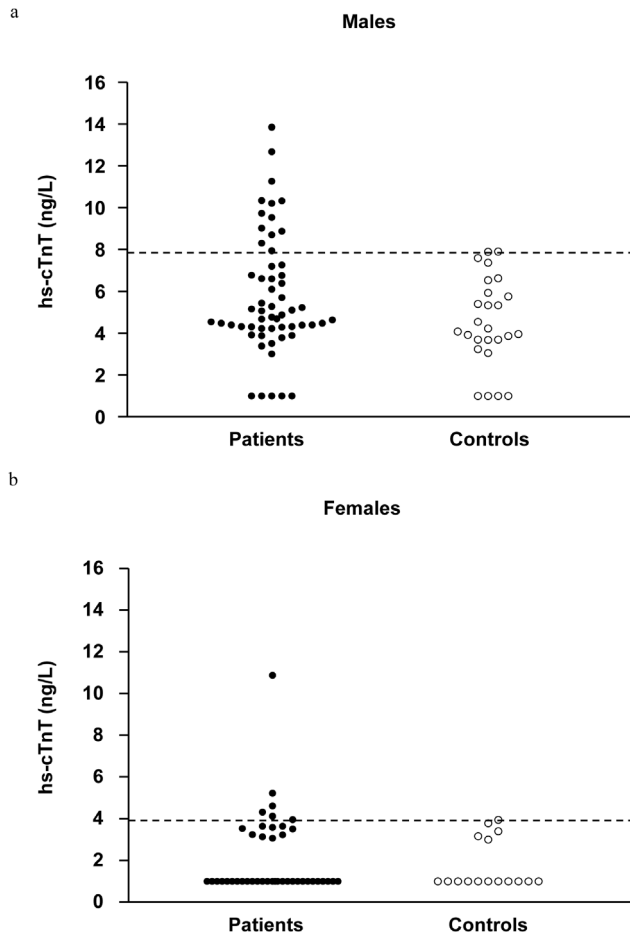 a
Males
16
14
12
10
8
6
4
2
0
hs-cTnT (ng/L)
Patients Controls
b
Females
16
14
12
10
8
6
4
2
0
hs-cTnT (ng/L)
Patients Controls